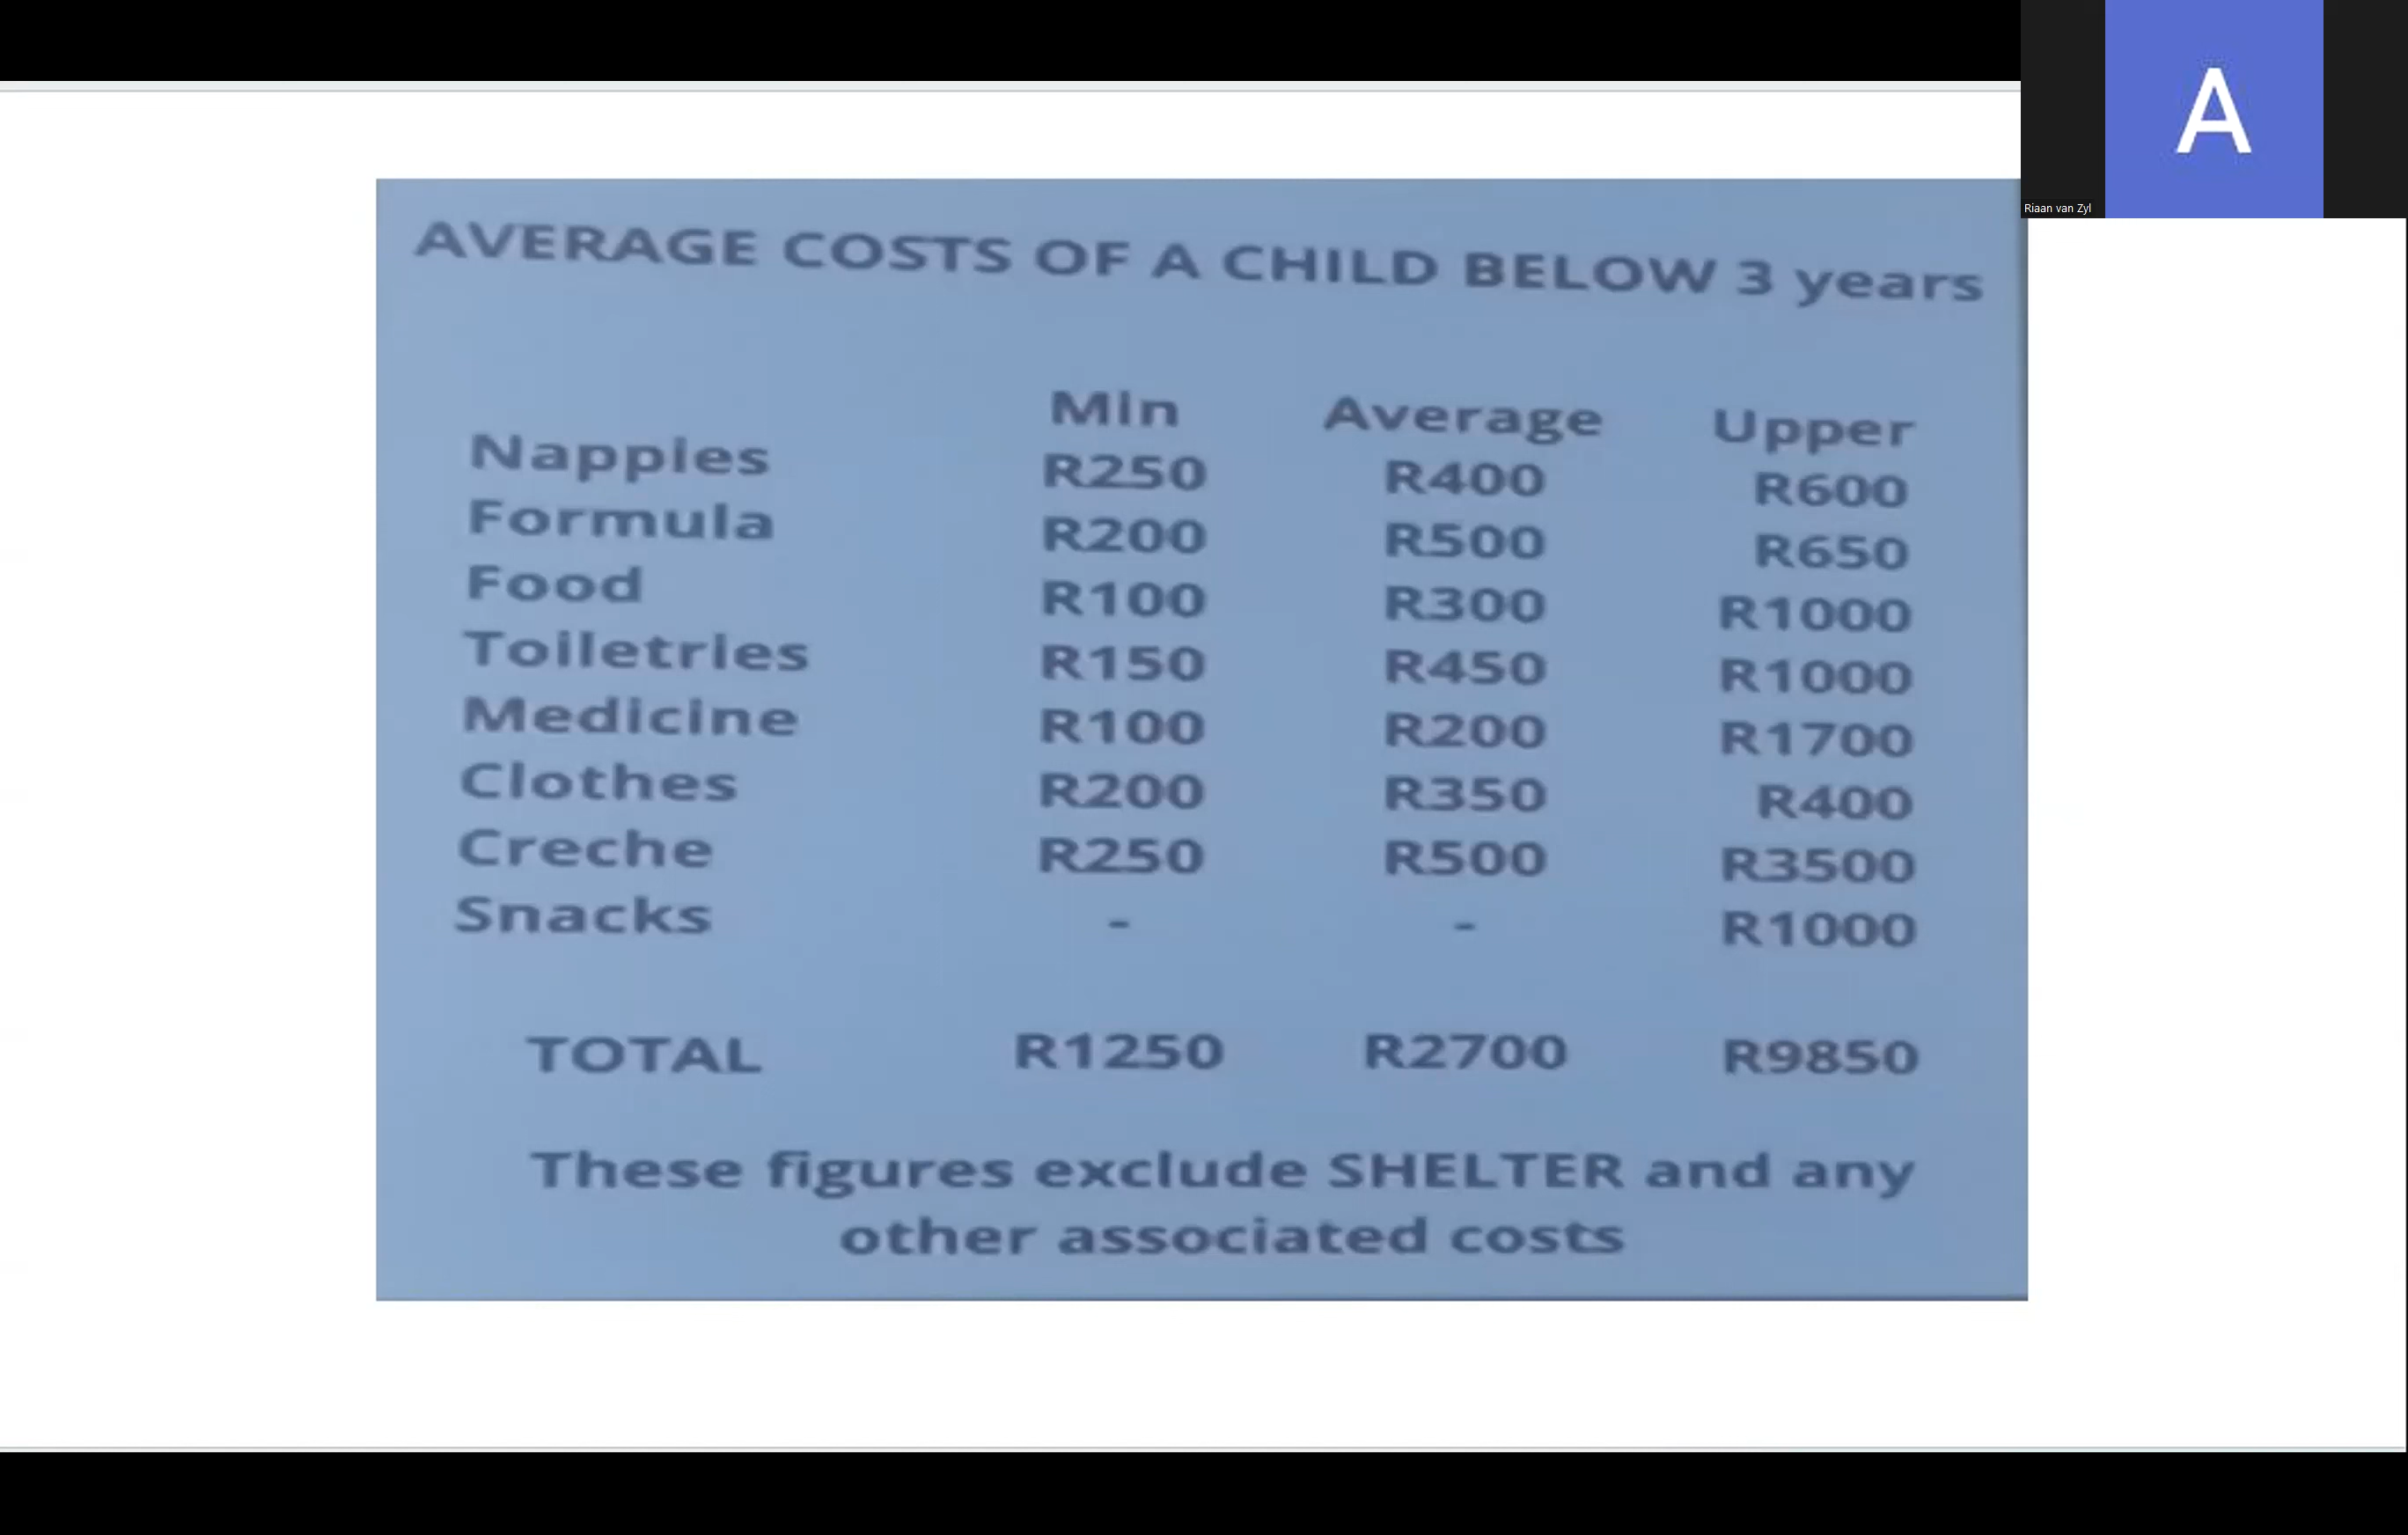 A
Riaan van Zyl
AVERAGE COSTS OF A CHILD BELOW 3 years
Min Average Upper
Nappies R250 R400 R600
Formula R200 R500 R650
Food R100 R300 R1000
Toiletries R150 R450 R1000
Medicine R100 R200 R1700
Clothes R200 R350 R400
Creche R250 R500 R3500
Snacks - - R1000
TOTAL R1250 R2700 R9850
These figures exclude SHELTER and any
other associated costs